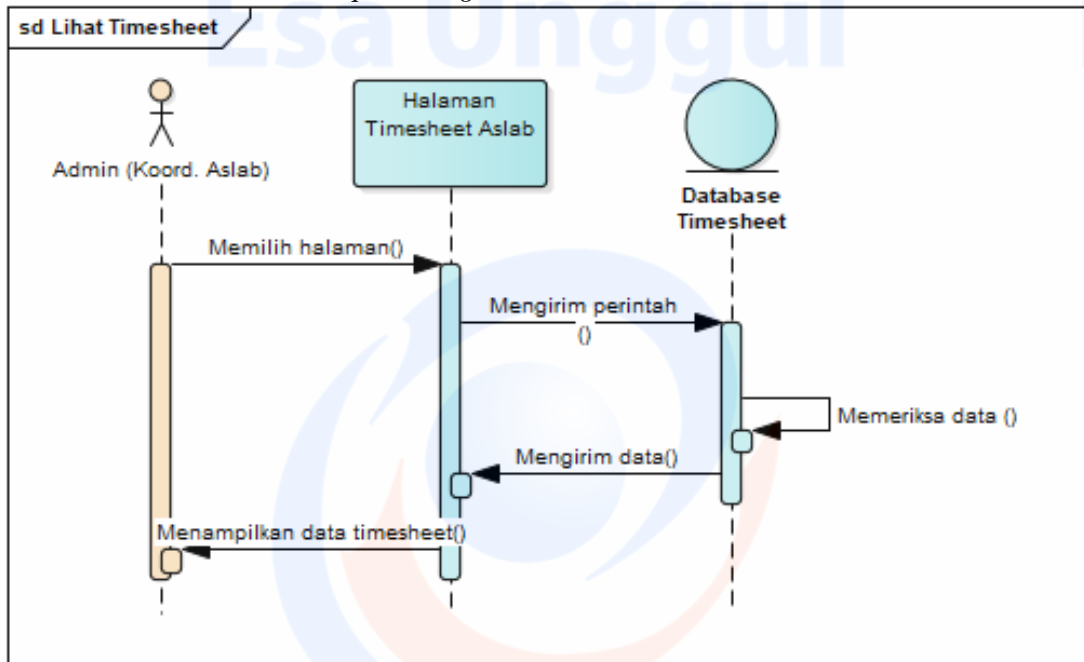 Esa Unggul
sd Lihat Timesheet
Halaman
Timesheet Aslab
Admin (Koord. Aslab)
Database
Timesheet
Memilih halaman()
Mengirim perintah
()
Memeriksa data ()
Mengirim data()
Menampilkan data timesheet()